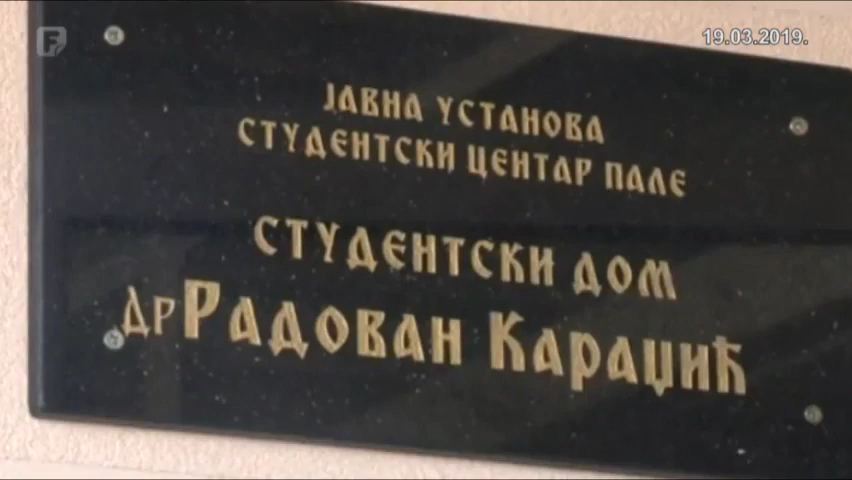 19.03.2019.
ЈАВНА УСТАНОВА
СТУДЕНТСКИ ЦЕНТАР ПАЛЕ
СТУДЕНТСКИ ДОМ
ДР РАДОВАН КАРАЏИЋ